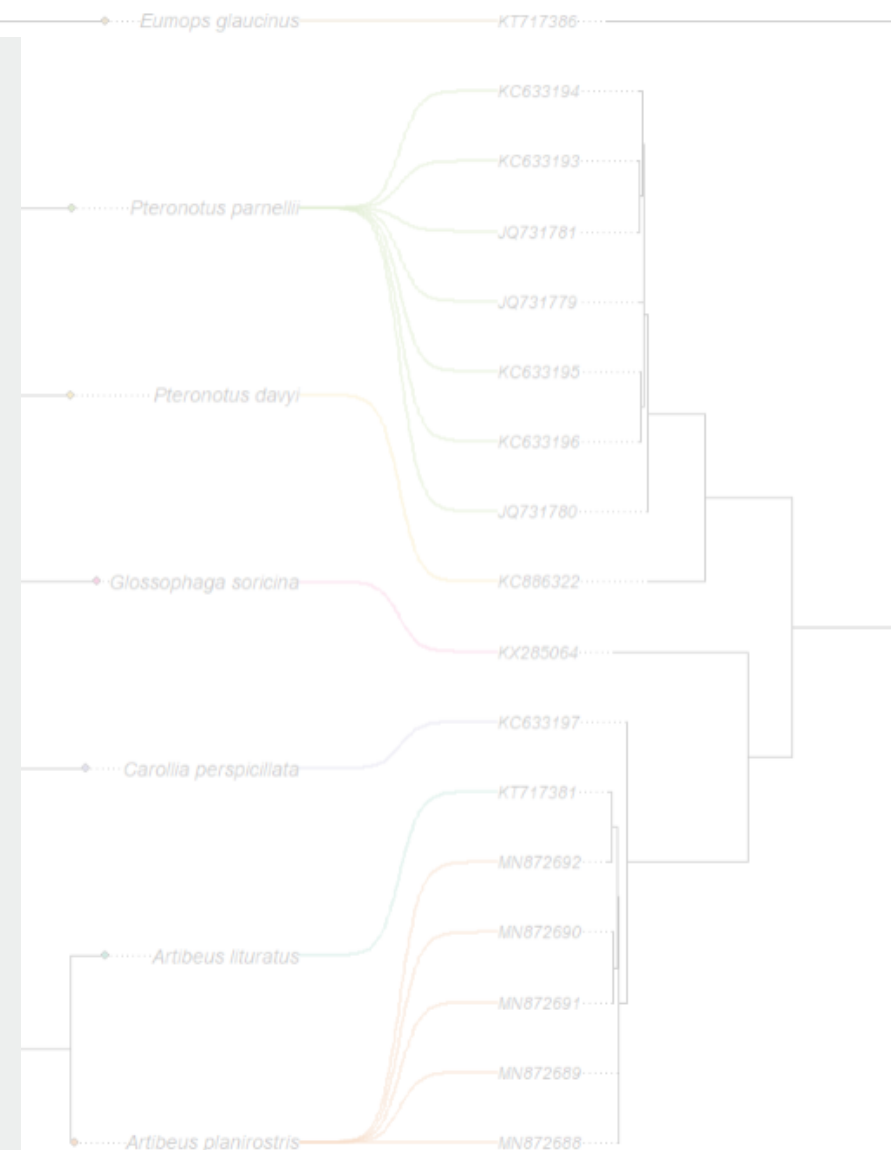 Eumops glaucinus KT717386
KC633194
KC633193
Pteronotus parnellii
JQ731781
JQ731779
KC633195
Pteronotus davyi
KC633196
JQ731780
Glossophaga soricina KC886322
KX285064
KC633197
Carollia perspicillata
KT717381
MN872692
MN872690
Artibeus lituratus
MN872691
MN872689
Artibeus planirostris MN872688